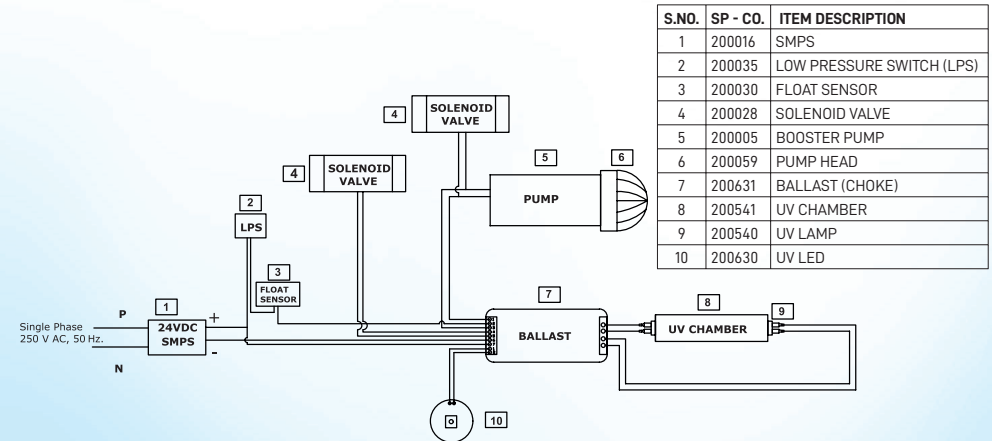 S.NO. SP - CO. ITEM DESCRIPTION
1 200016 SMPS
2 200035 LOW PRESSURE SWITCH (LPS)
3 200030 FLOAT SENSOR
4 200028 SOLENOID VALVE
5 200005 BOOSTER PUMP
6 200059 PUMP HEAD
7 200631 BALLAST (CHOKE)
8 200541 UV CHAMBER
9 200540 UV LAMP
10 200630 UV LED
4
SOLENOID
VALVE
4
SOLENOID
VALVE
5
6
PUMP
2
LPS
3
FLOAT
SENSOR
1
P
Single Phase
250 V AC, 50 Hz.
N
24VDC
SMPS
+
-
7
BALLAST
8
UV CHAMBER
9
10